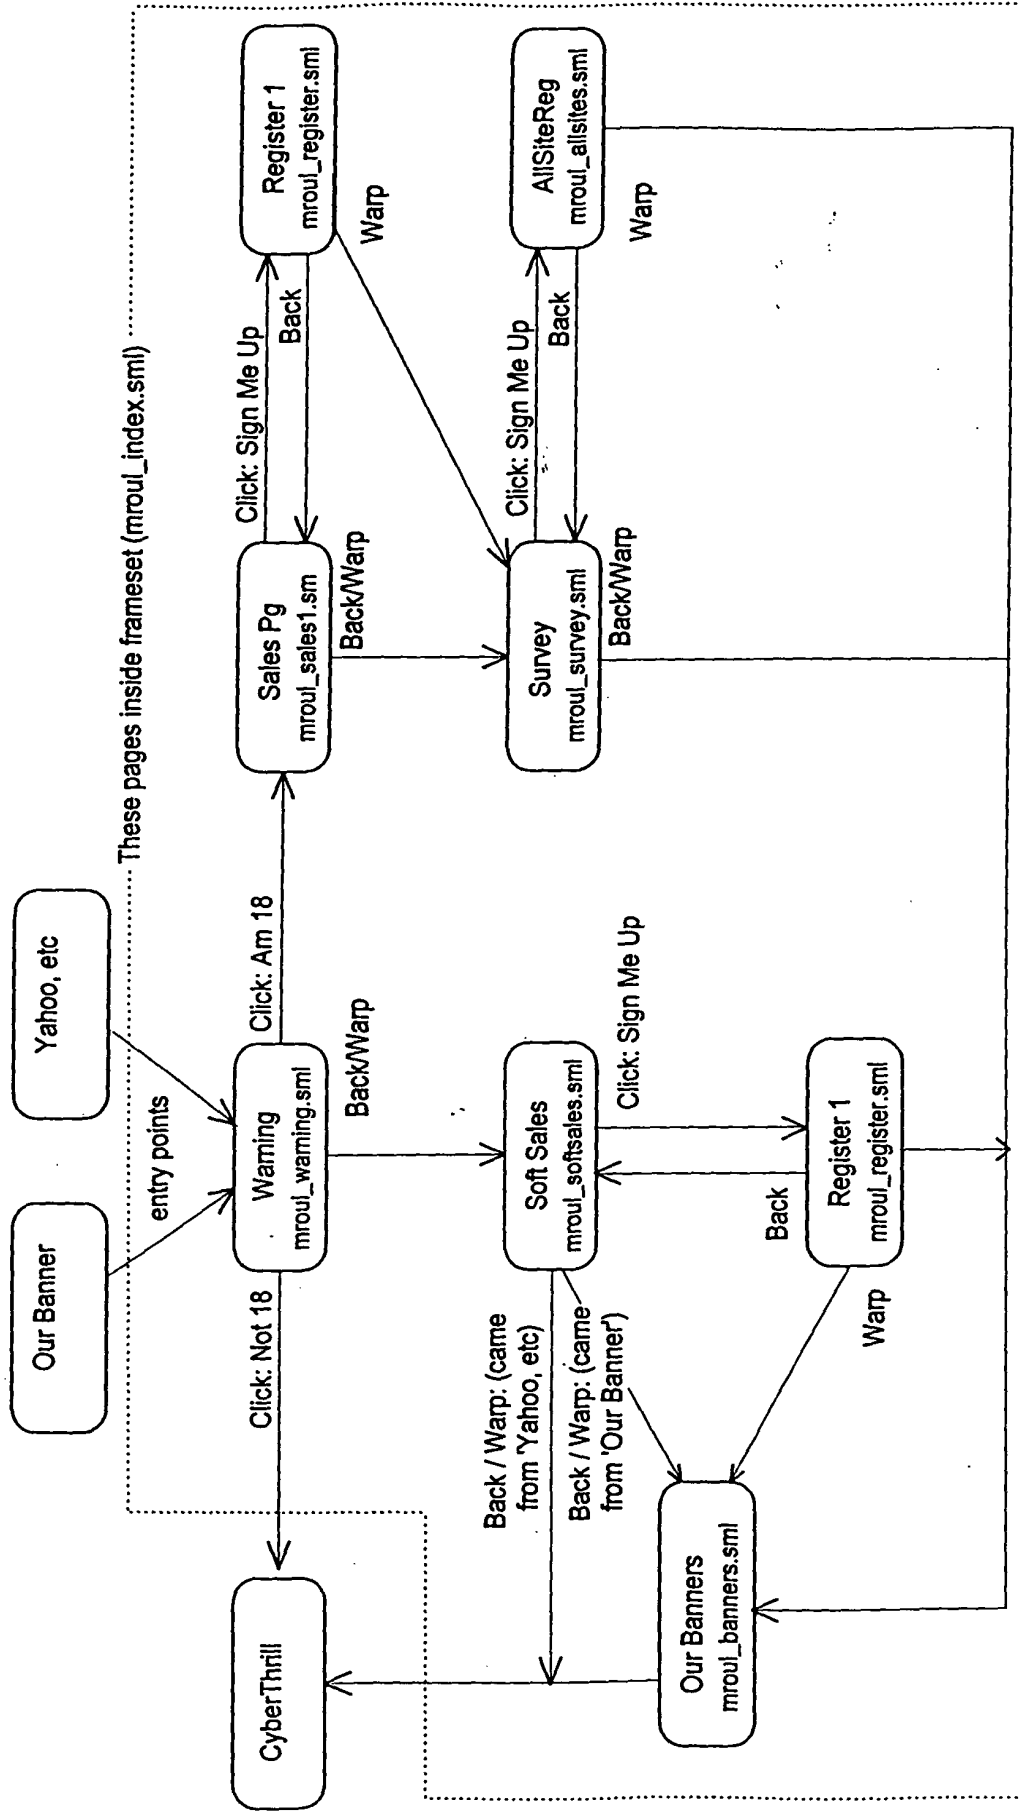 Our Banner
Yahoo, etc
entry points
These pages inside frameset (mroul_index.sml)
CyberThrill
Click: Not 18
Warning
mroul_warning.sml
Click: Am 18
Sales Pg
mroul_sales1.sm
Click: Sign Me Up
Back
Register 1
mroul_register.sml
Back/Warp
Back/Warp
Warp
Back / Warp: (came
from 'Yahoo, etc)
Back / Warp: (came
from 'Our Banner')
Soft Sales
mroul_softsales.sml
Click: Sign Me Up
Survey
mroul_survey.sml
Click: Sign Me Up
Back
AllSiteReg
mroul_allsites.sml
Back/Warp
Warp
Our Banners
mroul_banners.sml
Back
Register 1
mroul_register.sml
Warp